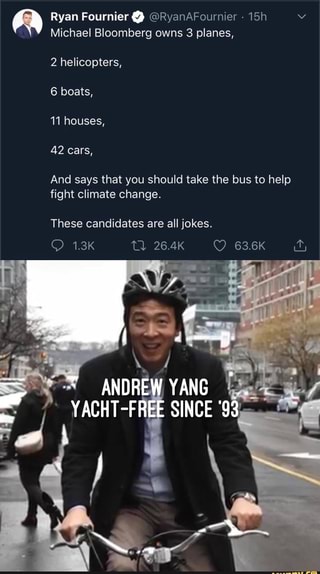 Ryan Fournier @RyanAFournier · 15h
Michael Bloomberg owns 3 planes,
2 helicopters,
6 boats,
11 houses,
42 cars,
And says that you should take the bus to help
fight climate change.
These candidates are all jokes.
1.3K 26.4K 63.6K
ANDREW YANG
YACHT-FREE SINCE '93